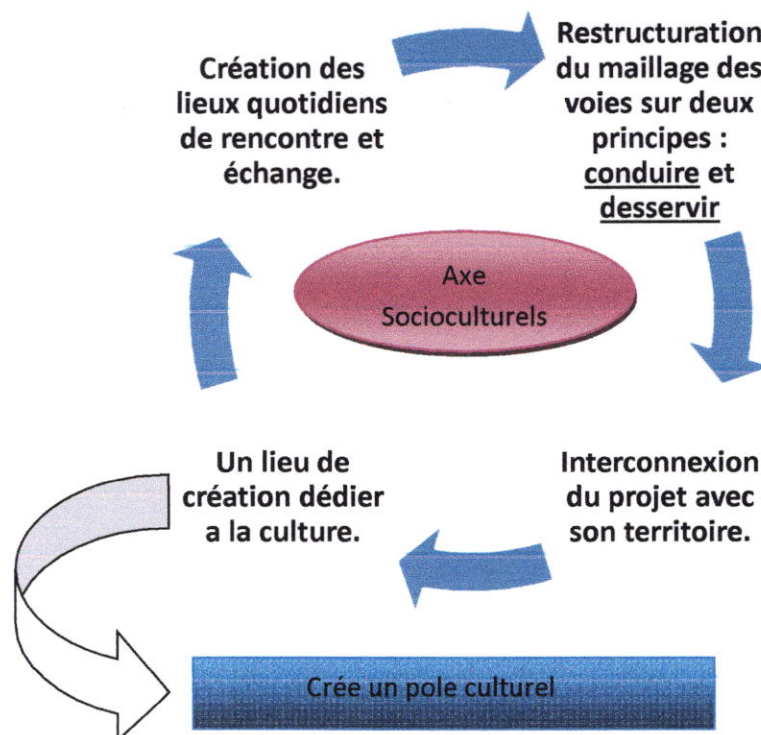 Création des
lieux quotidiens
de rencontre et
échange.
Restructuration
du maillage des
voies sur deux
principes :
conduire et
desservir
Axe
Socioculturels
Un lieu de
création dédier
a la culture.
Interconnexion
du projet avec
son territoire.
Crée un pole culturel